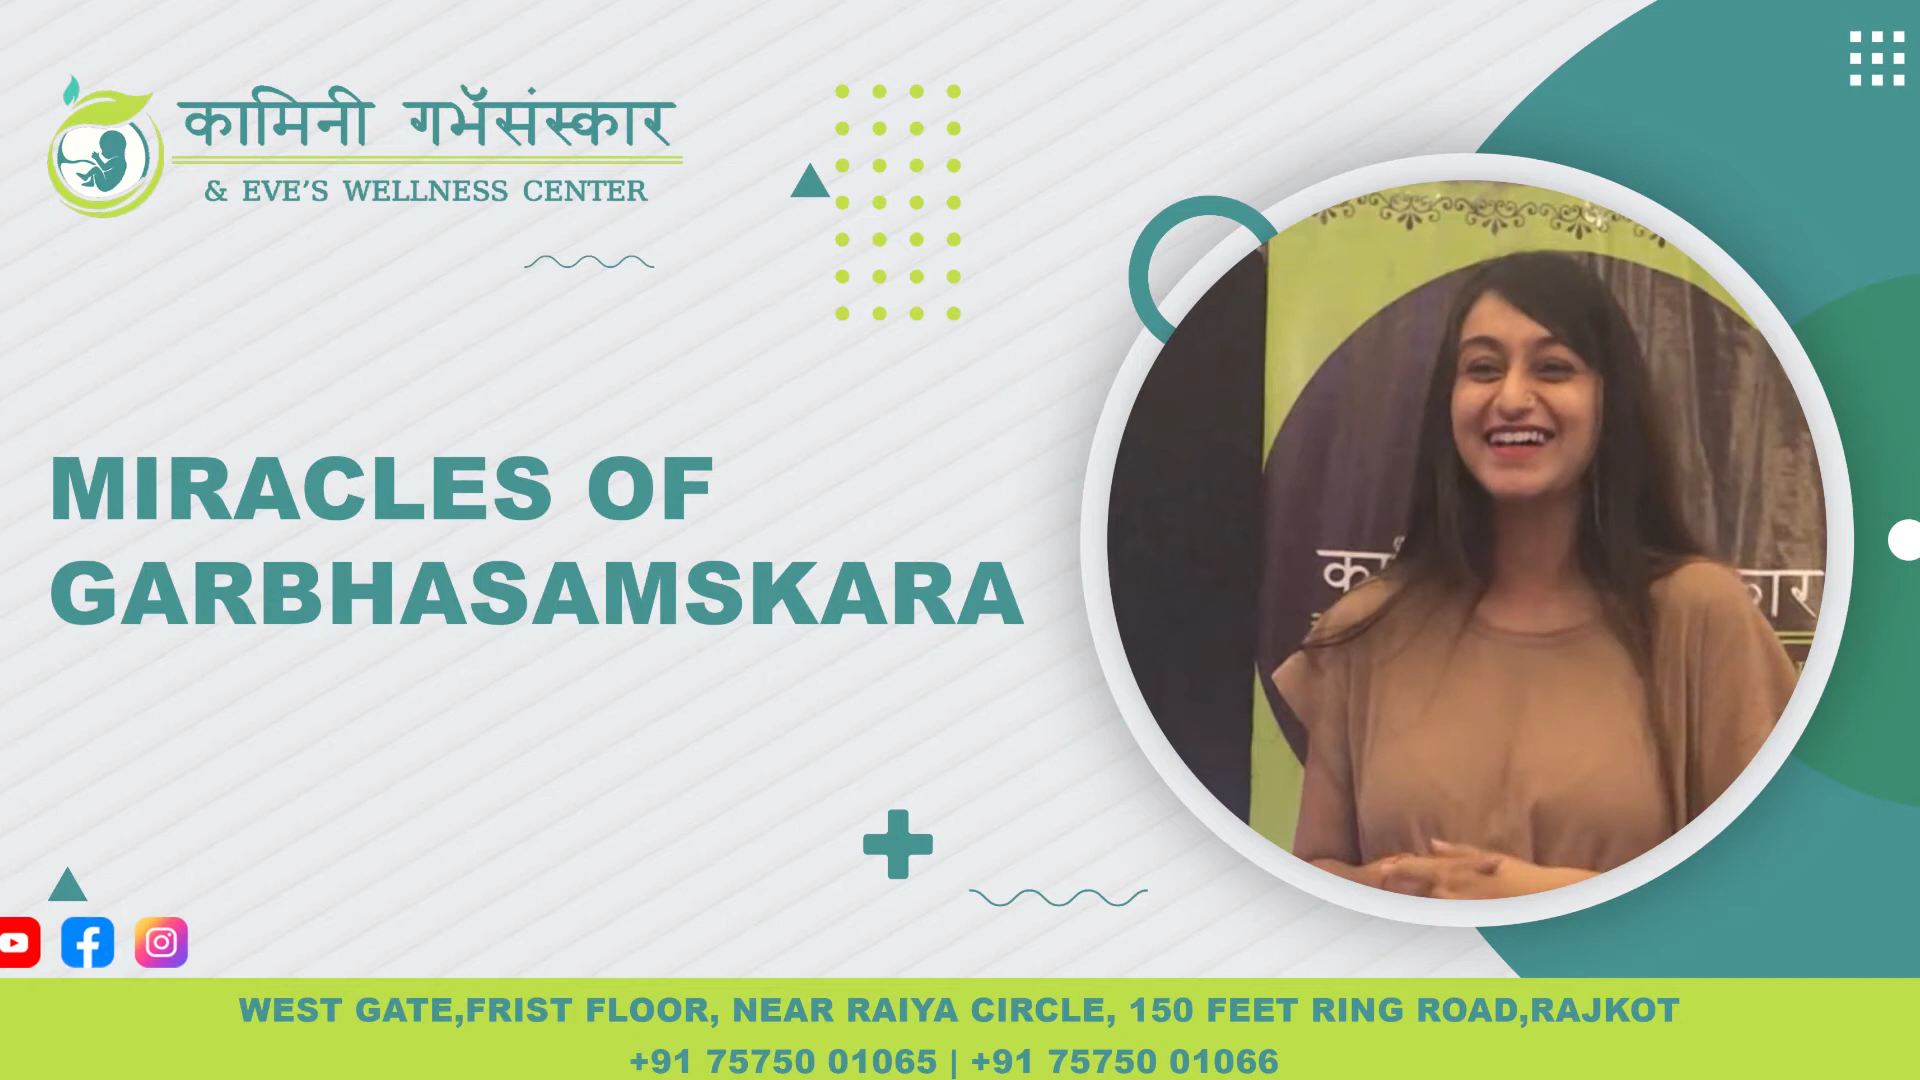 कामिनी गर्भसंस्कार
& EVE'S WELLNESS CENTER
MIRACLES OF
GARBHASAMSKARA
WEST GATE,FRIST FLOOR, NEAR RAIYA CIRCLE, 150 FEET RING ROAD,RAJKOT
+91 75750 01065 | +91 75750 01066